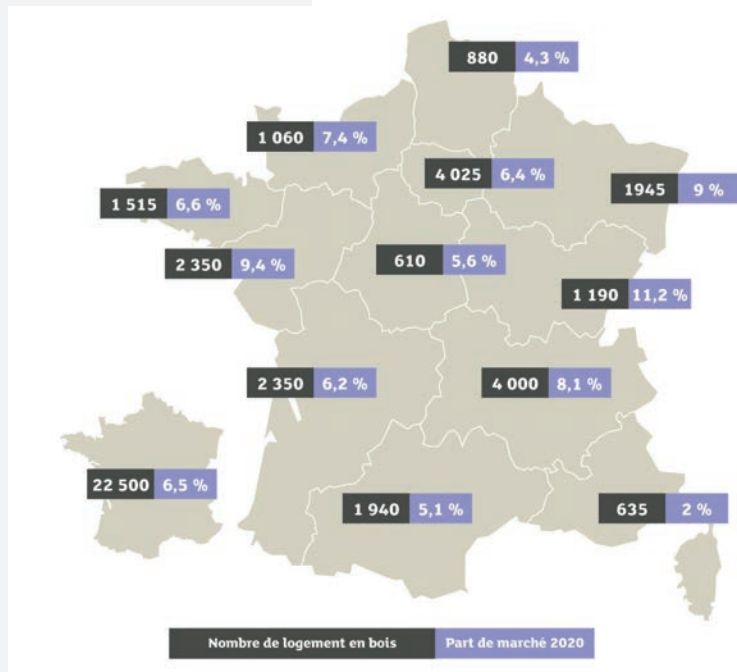 880 4,3 %
1 060 7,4 %
4 025 6,4 %
1945 9 %
1 515 6,6 %
2 350 9,4 %
610 5,6 %
1 190 11,2 %
2 350 6,2 %
4 000 8,1 %
22 500 6,5 %
1 940 5,1 %
635 2 %
Nombre de logement en bois Part de marché 2020